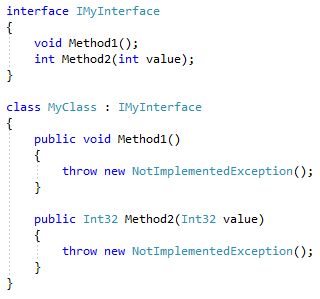 interface IMyInterface
{
    void Method1();
    int Method2(int value);
}

class MyClass : IMyInterface
{
    public void Method1()
    {
        throw new NotImplementedException();
    }

    public Int32 Method2(Int32 value)
    {
        throw new NotImplementedException();
    }
}